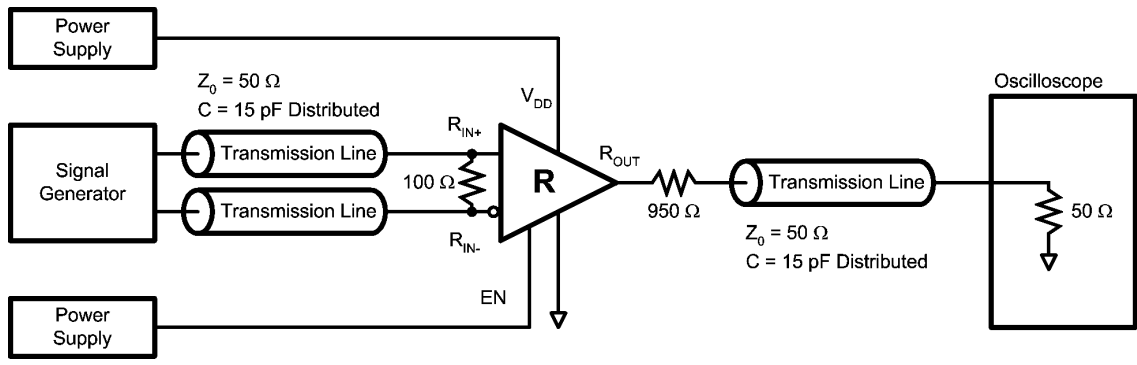 Power
Supply
Z0 = 50 Ω
C = 15 pF Distributed
VDD
Oscilloscope
Signal
Generator
Transmission Line
Transmission Line
RIN+
100 Ω
RIN-
R
ROUT
950 Ω
Transmission Line
Z0 = 50 Ω
C = 15 pF Distributed
50 Ω
EN
Power
Supply